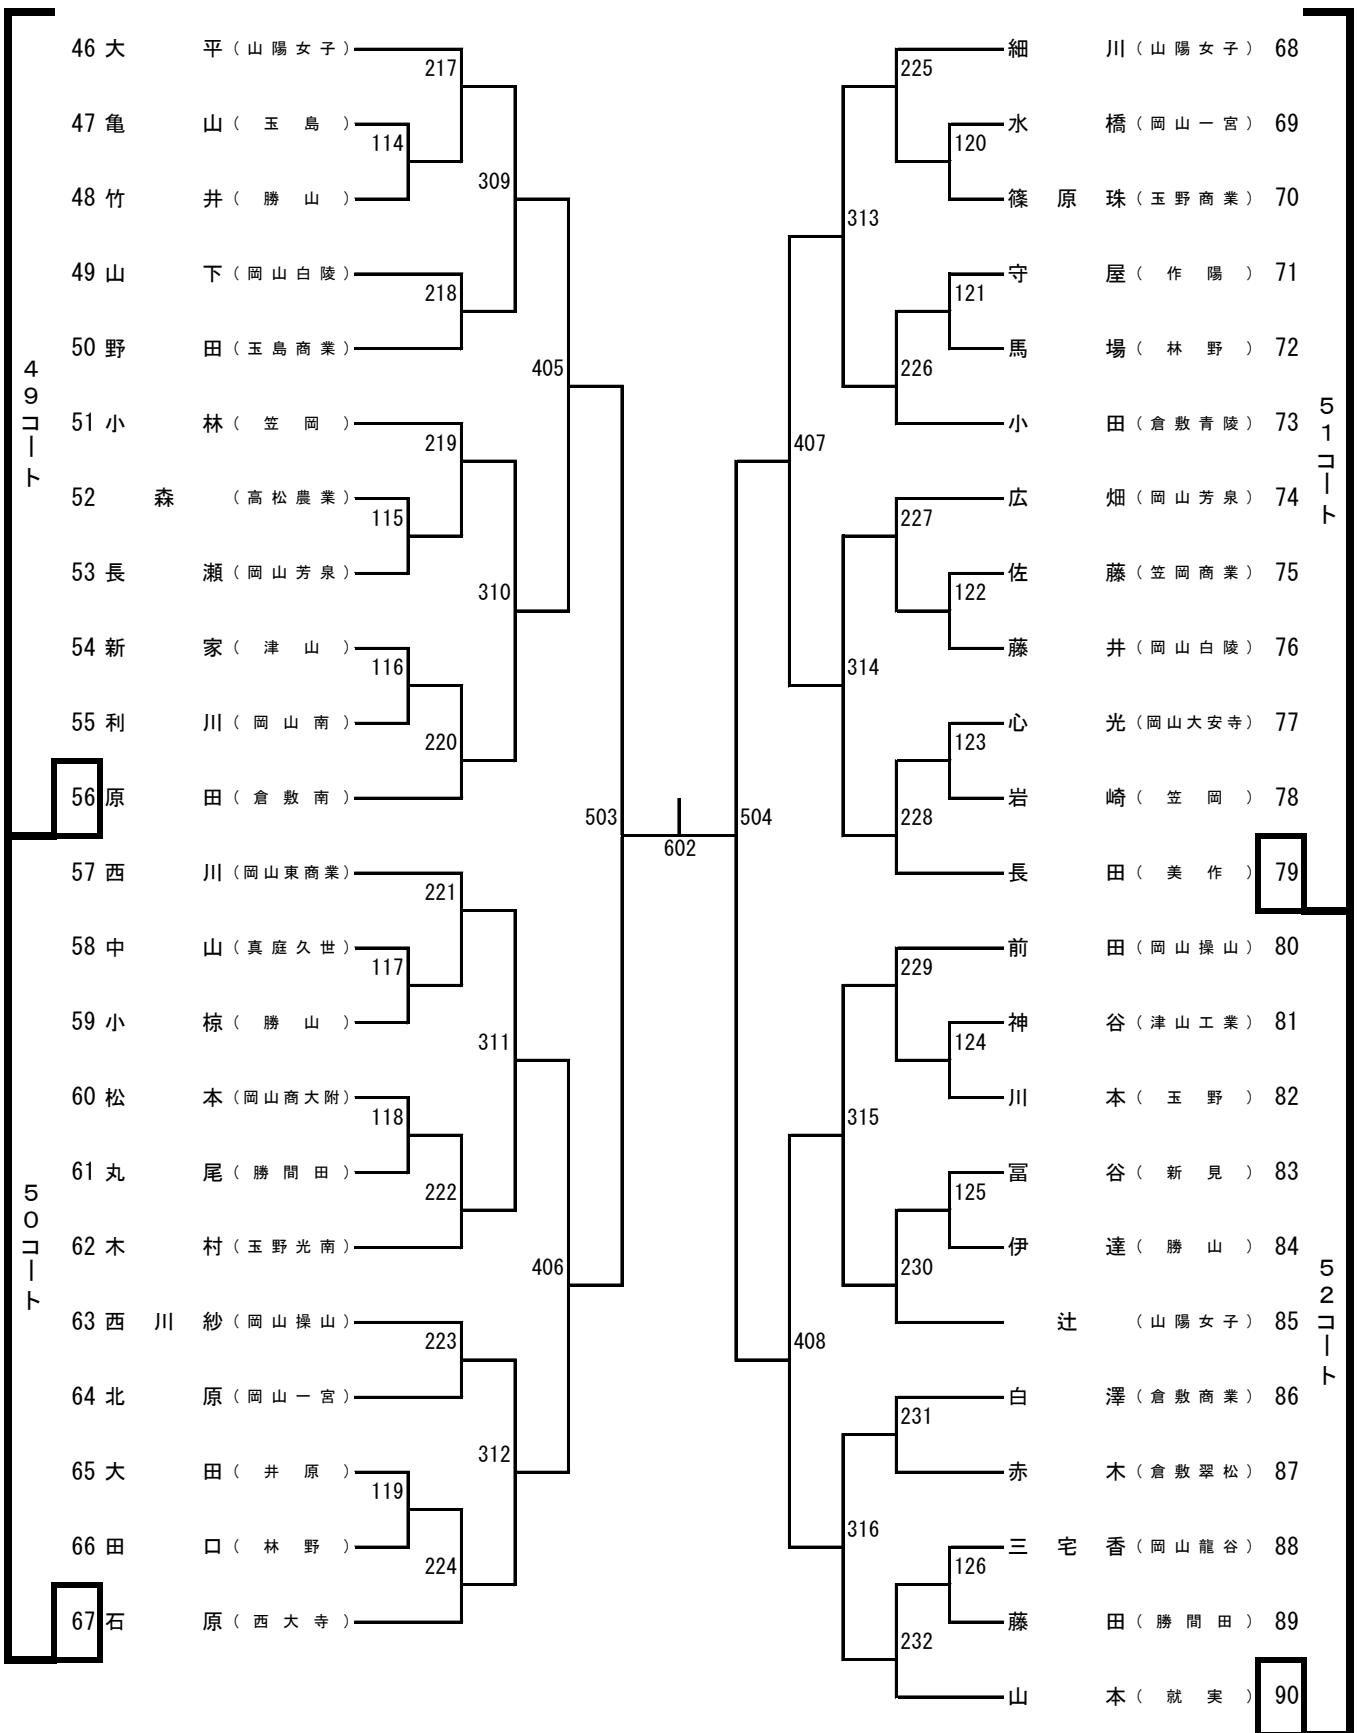 46 大 平 (山陽女子)
217
47 亀 山 (玉島)
114
48 竹 井 (勝山)
309
49 山 下 (岡山白陵)
218
50 野 田 (玉島商業)
405
51 小 林 (笠岡)
219
52 森 (高松農業)
115
53 長 瀬 (岡山芳泉)
310
54 新 家 (津山)
116
55 利 川 (岡山南)
220
56 原 田 (倉敷南)
49コート
503
57 西 川 (岡山東商業)
221
58 中 山 (真庭久世)
117
59 小 椋 (勝山)
311
60 松 本 (岡山商大附)
118
61 丸 尾 (勝間田)
222
62 木 村 (玉野光南)
406
63 西 川 紗 (岡山操山)
223
64 北 原 (岡山一宮)
312
65 大 田 (井原)
119
66 田 口 (林野)
224
67 石 原 (西大寺)
50コート
602
504
細 川 (山陽女子) 68
225
水 橋 (岡山一宮) 69
120
篠 原 珠 (玉野商業) 70
313
守 屋 (作陽) 71
121
馬 場 (林野) 72
226
小 田 (倉敷青陵) 73
407
広 畑 (岡山芳泉) 74
227
佐 藤 (笠岡商業) 75
122
藤 井 (岡山白陵) 76
314
心 光 (岡山大安寺) 77
123
岩 崎 (笠岡) 78
228
長 田 (美作) 79
51コート
前 田 (岡山操山) 80
229
神 谷 (津山工業) 81
124
川 本 (玉野) 82
315
冨 谷 (新見) 83
125
伊 達 (勝山) 84
230
辻 (山陽女子) 85
408
白 澤 (倉敷商業) 86
231
赤 木 (倉敷翠松) 87
316
三 宅 香 (岡山龍谷) 88
126
藤 田 (勝間田) 89
232
山 本 (就実) 90
52コート